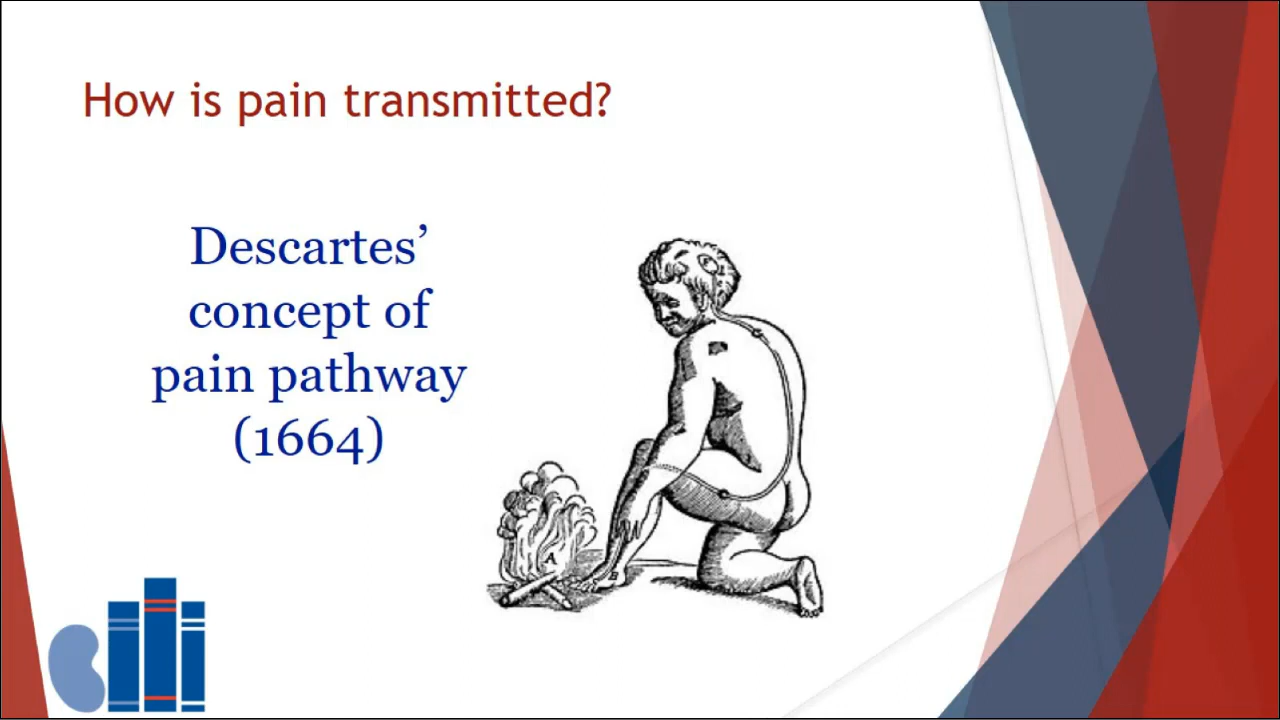 How is pain transmitted?
Descartes’
concept of
pain pathway
(1664)
A
B